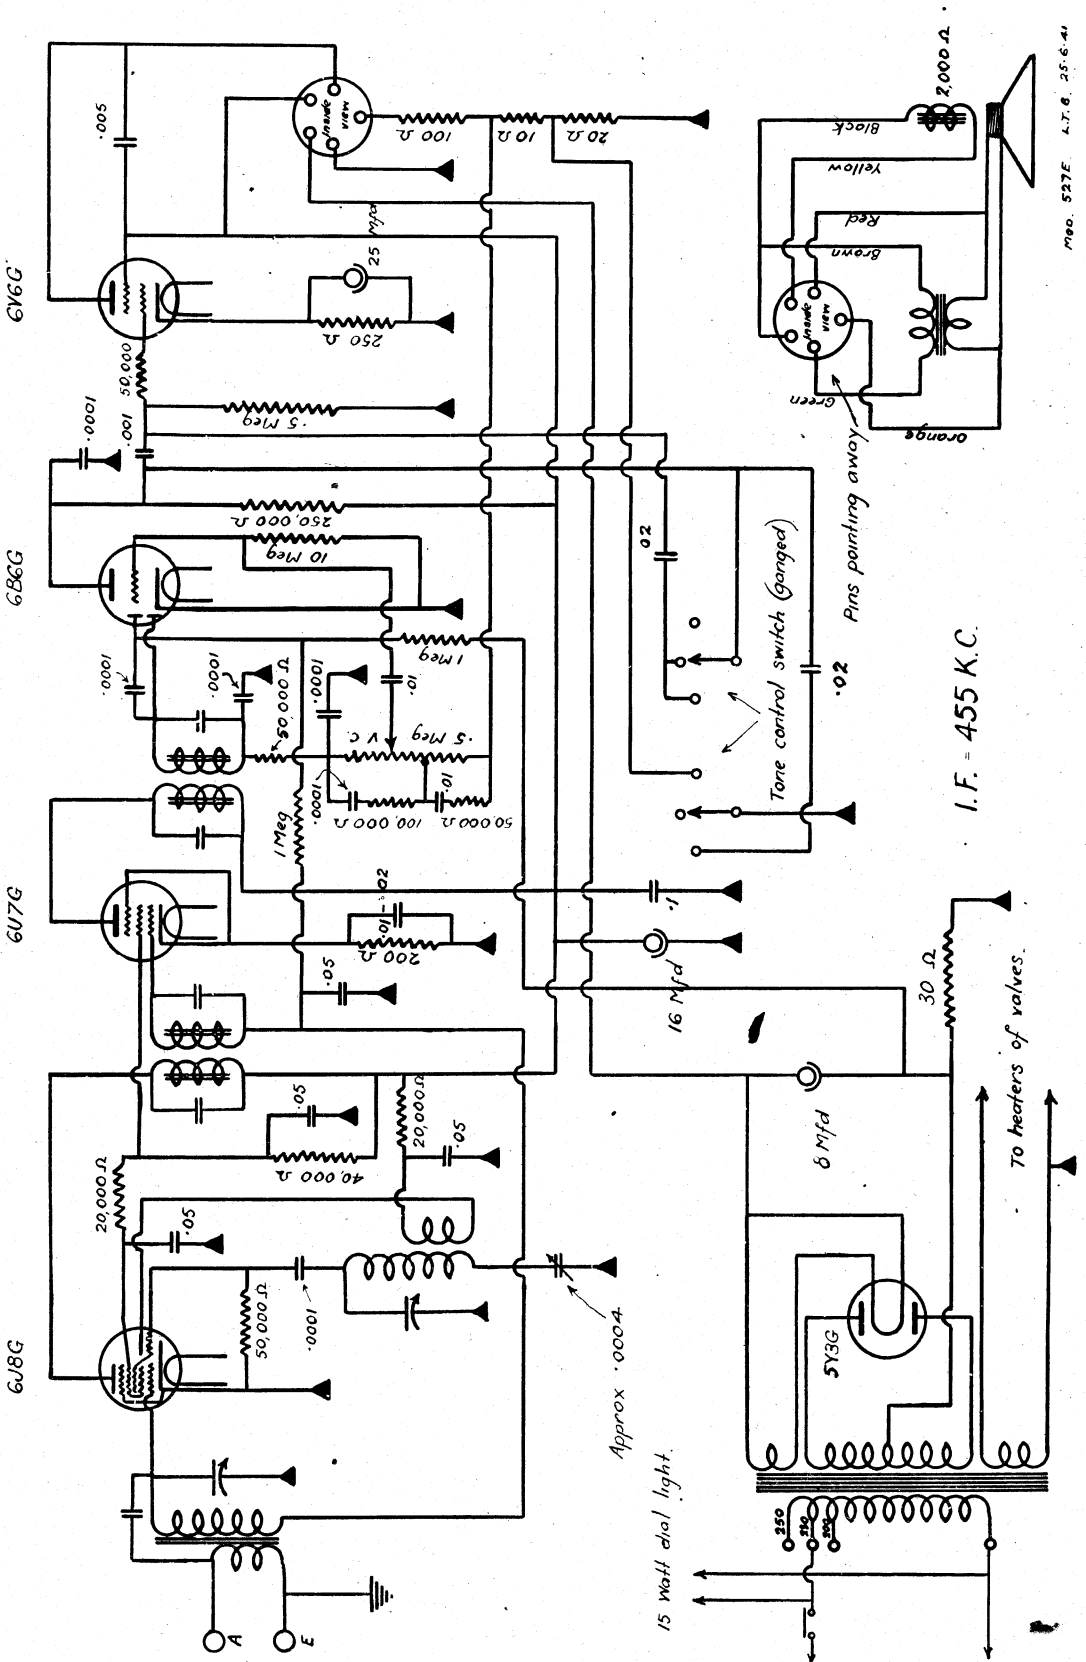 6J8G
6U7G
6B6G
6V6G
.005
100 Ω
10 Ω
20 Ω
inside
view
25
Mfd
250 Ω
50,000
.5 Meg
.0001
.001
250,000 Ω
10 Meg
1 Meg
.0001
.0001
50,000 Ω
.0001
.01
V.C.
.5 Meg
.0001
100,000 Ω
.01
50,000 Ω
1 Meg
.01 - .02
200 Ω
.05
.05
40,000 Ω
20,000 Ω
.05
20,000 Ω
.05
50,000 Ω
.0001
Approx .0004
A
E
.02
Tone control switch (ganged)
.02
.1
16 Mfd
8 Mfd
30 Ω
To heaters of valves.
5Y3G
250
230
200
15 Watt dial light.
I.F. = 455 K.C.
Pins pointing away
inside
view
Black
Yellow
Red
Brown
Green
orange
2,000 Ω
MOD. 527E L.T.B. 25-6-41